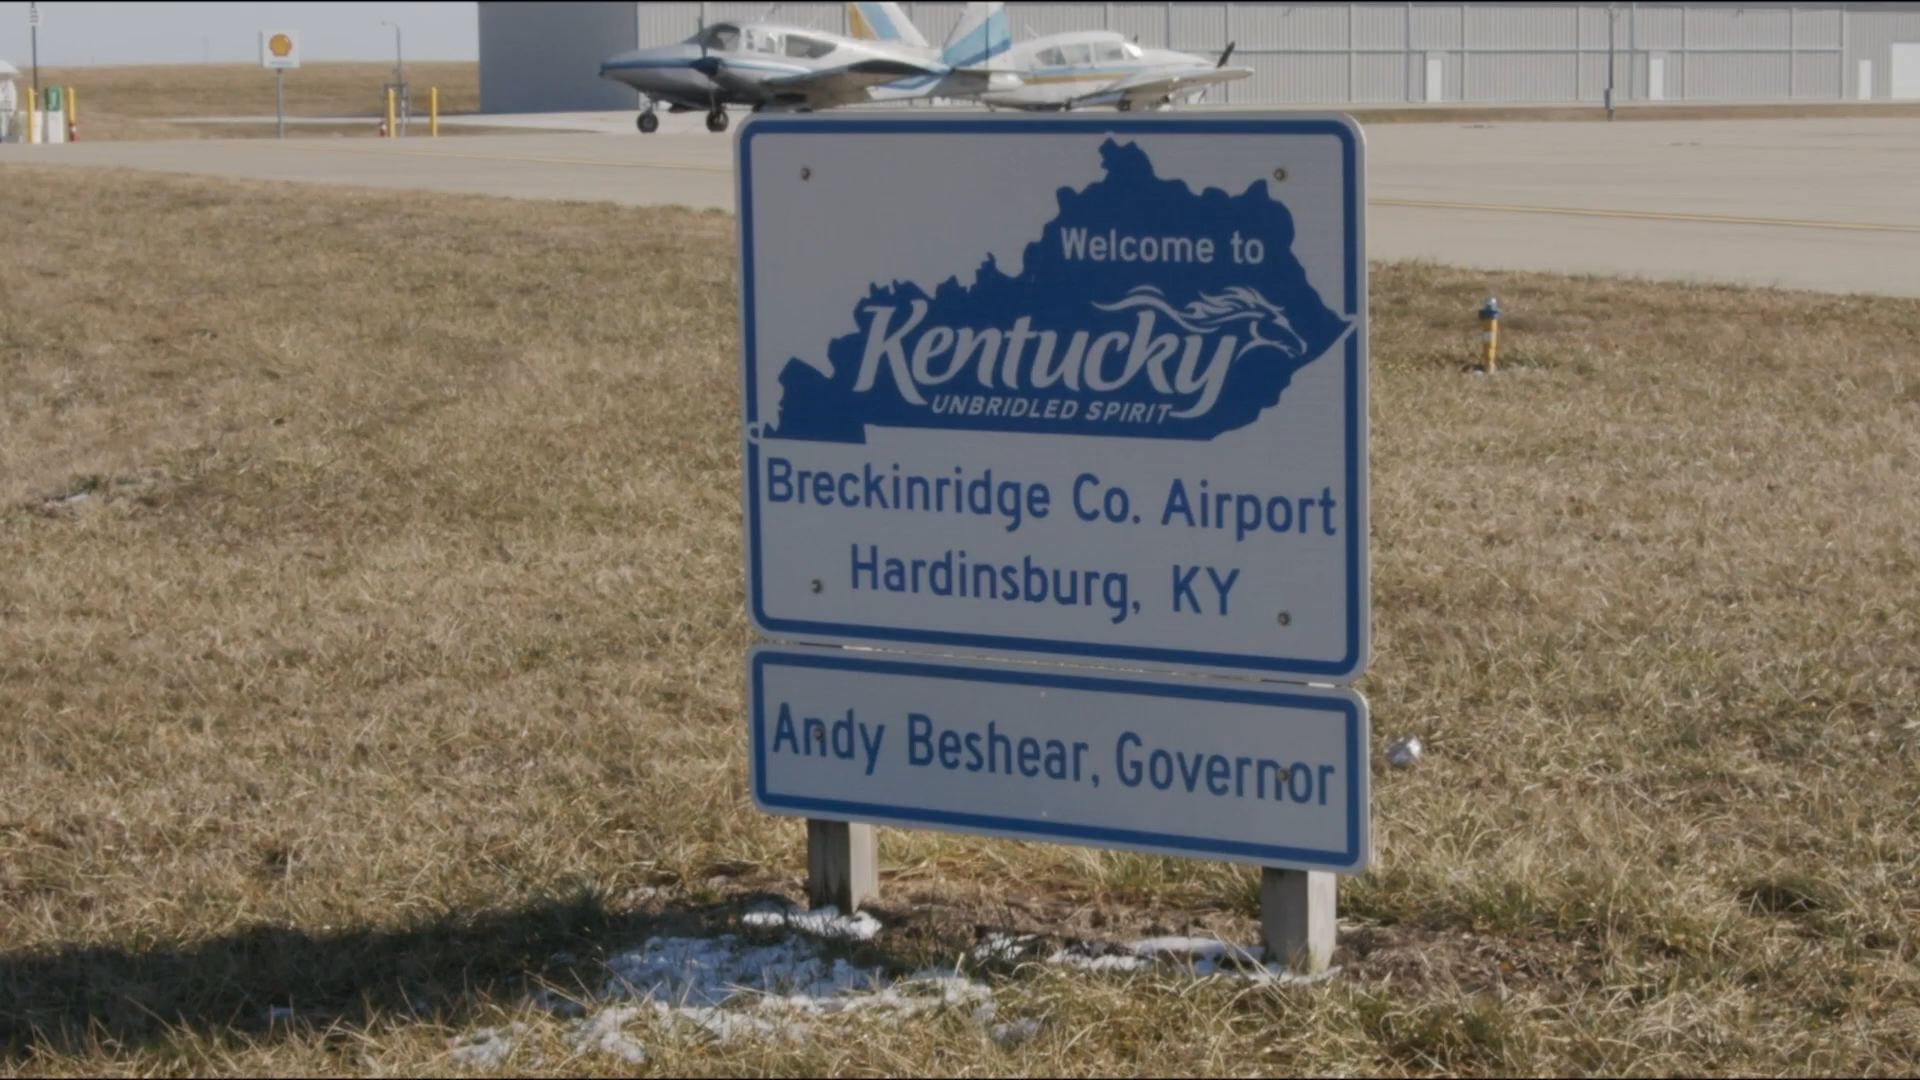 Welcome to
Kentucky
UNBRIDLED SPIRIT
Breckinridge Co. Airport
Hardinsburg, KY
Andy Beshear, Governor